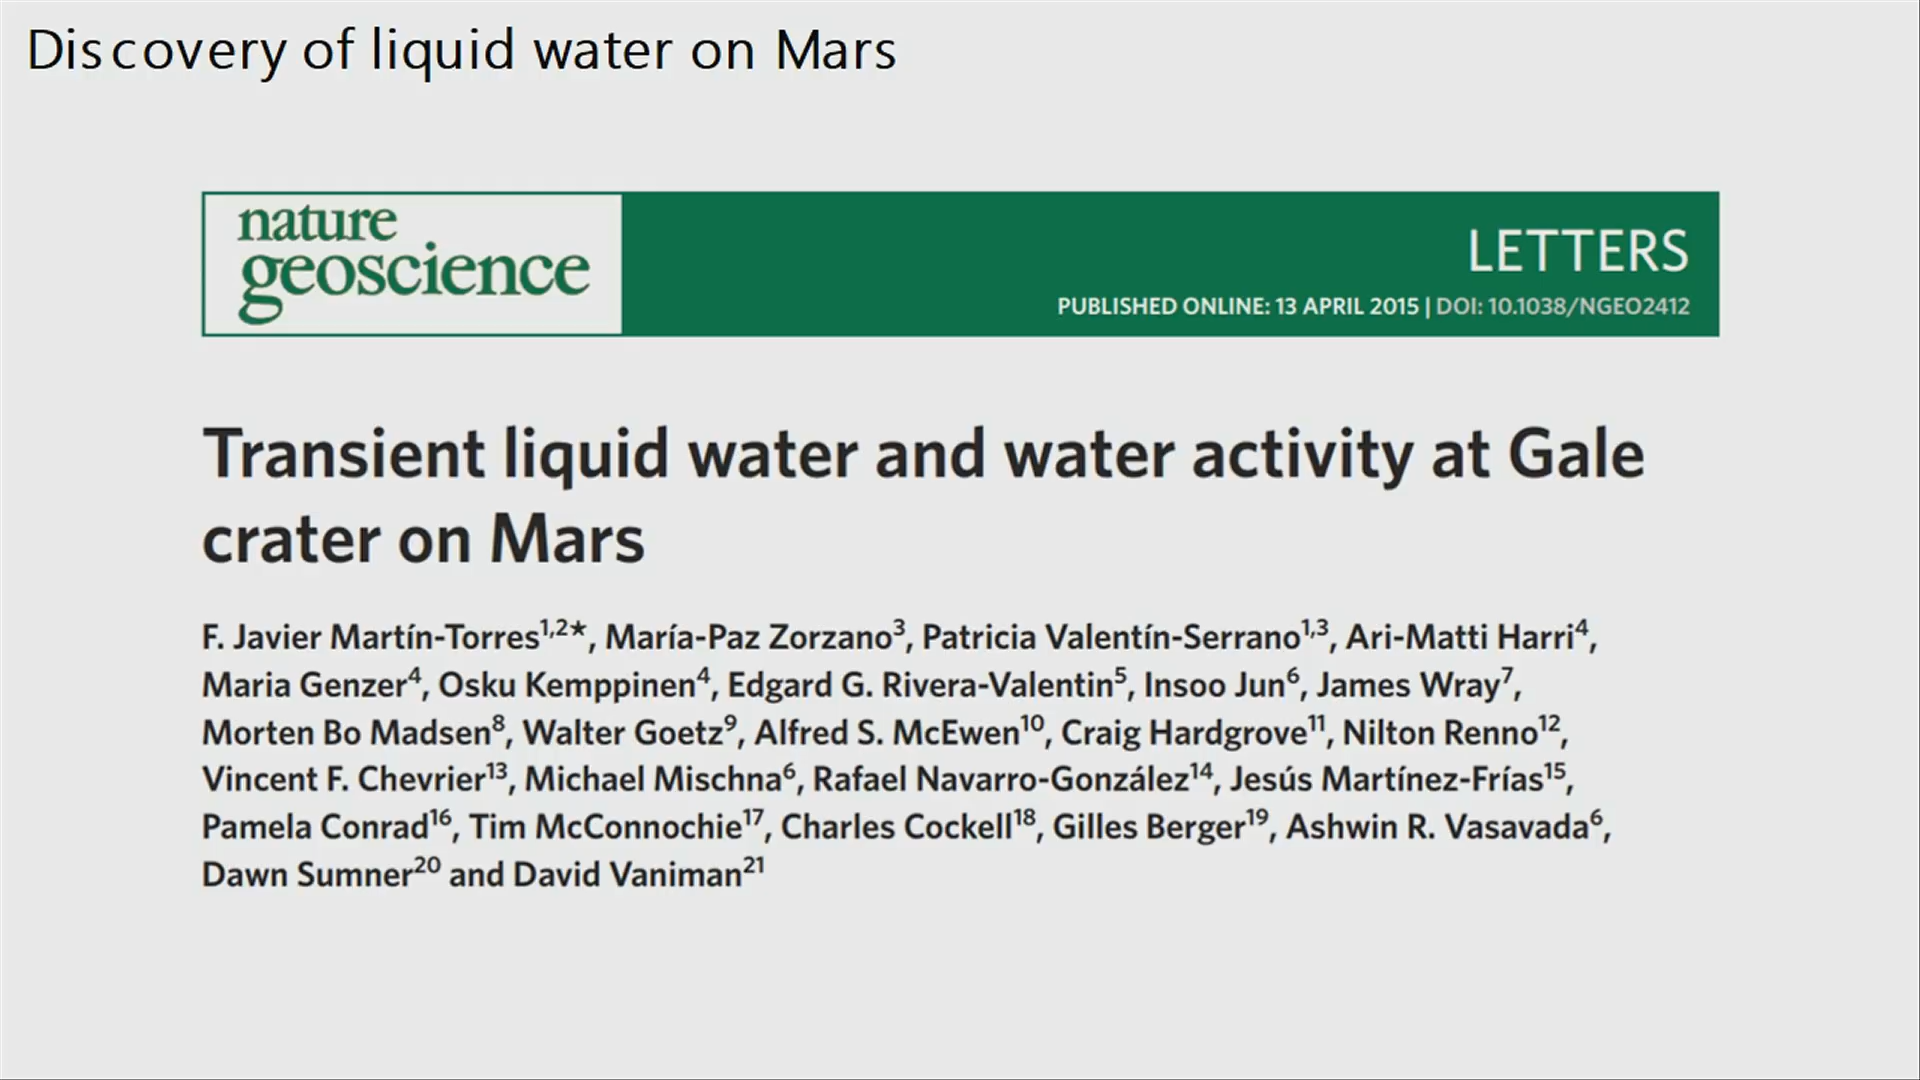 Discovery of liquid water on Mars
nature
geoscience
LETTERS
PUBLISHED ONLINE: 13 APRIL 2015 | DOI: 10.1038/NGEO2412
Transient liquid water and water activity at Gale
crater on Mars
F. Javier Martín-Torres1,2*, María-Paz Zorzano3, Patricia Valentín-Serrano1,3, Ari-Matti Harri4,
Maria Genzer4, Osku Kemppinen4, Edgard G. Rivera-Valentin5, Insoo Jun6, James Wray7,
Morten Bo Madsen8, Walter Goetz9, Alfred S. McEwen10, Craig Hardgrove11, Nilton Renno12,
Vincent F. Chevrier13, Michael Mischna6, Rafael Navarro-González14, Jesús Martínez-Frías15,
Pamela Conrad16, Tim McConnochie17, Charles Cockell18, Gilles Berger19, Ashwin R. Vasavada6,
Dawn Sumner20 and David Vaniman21